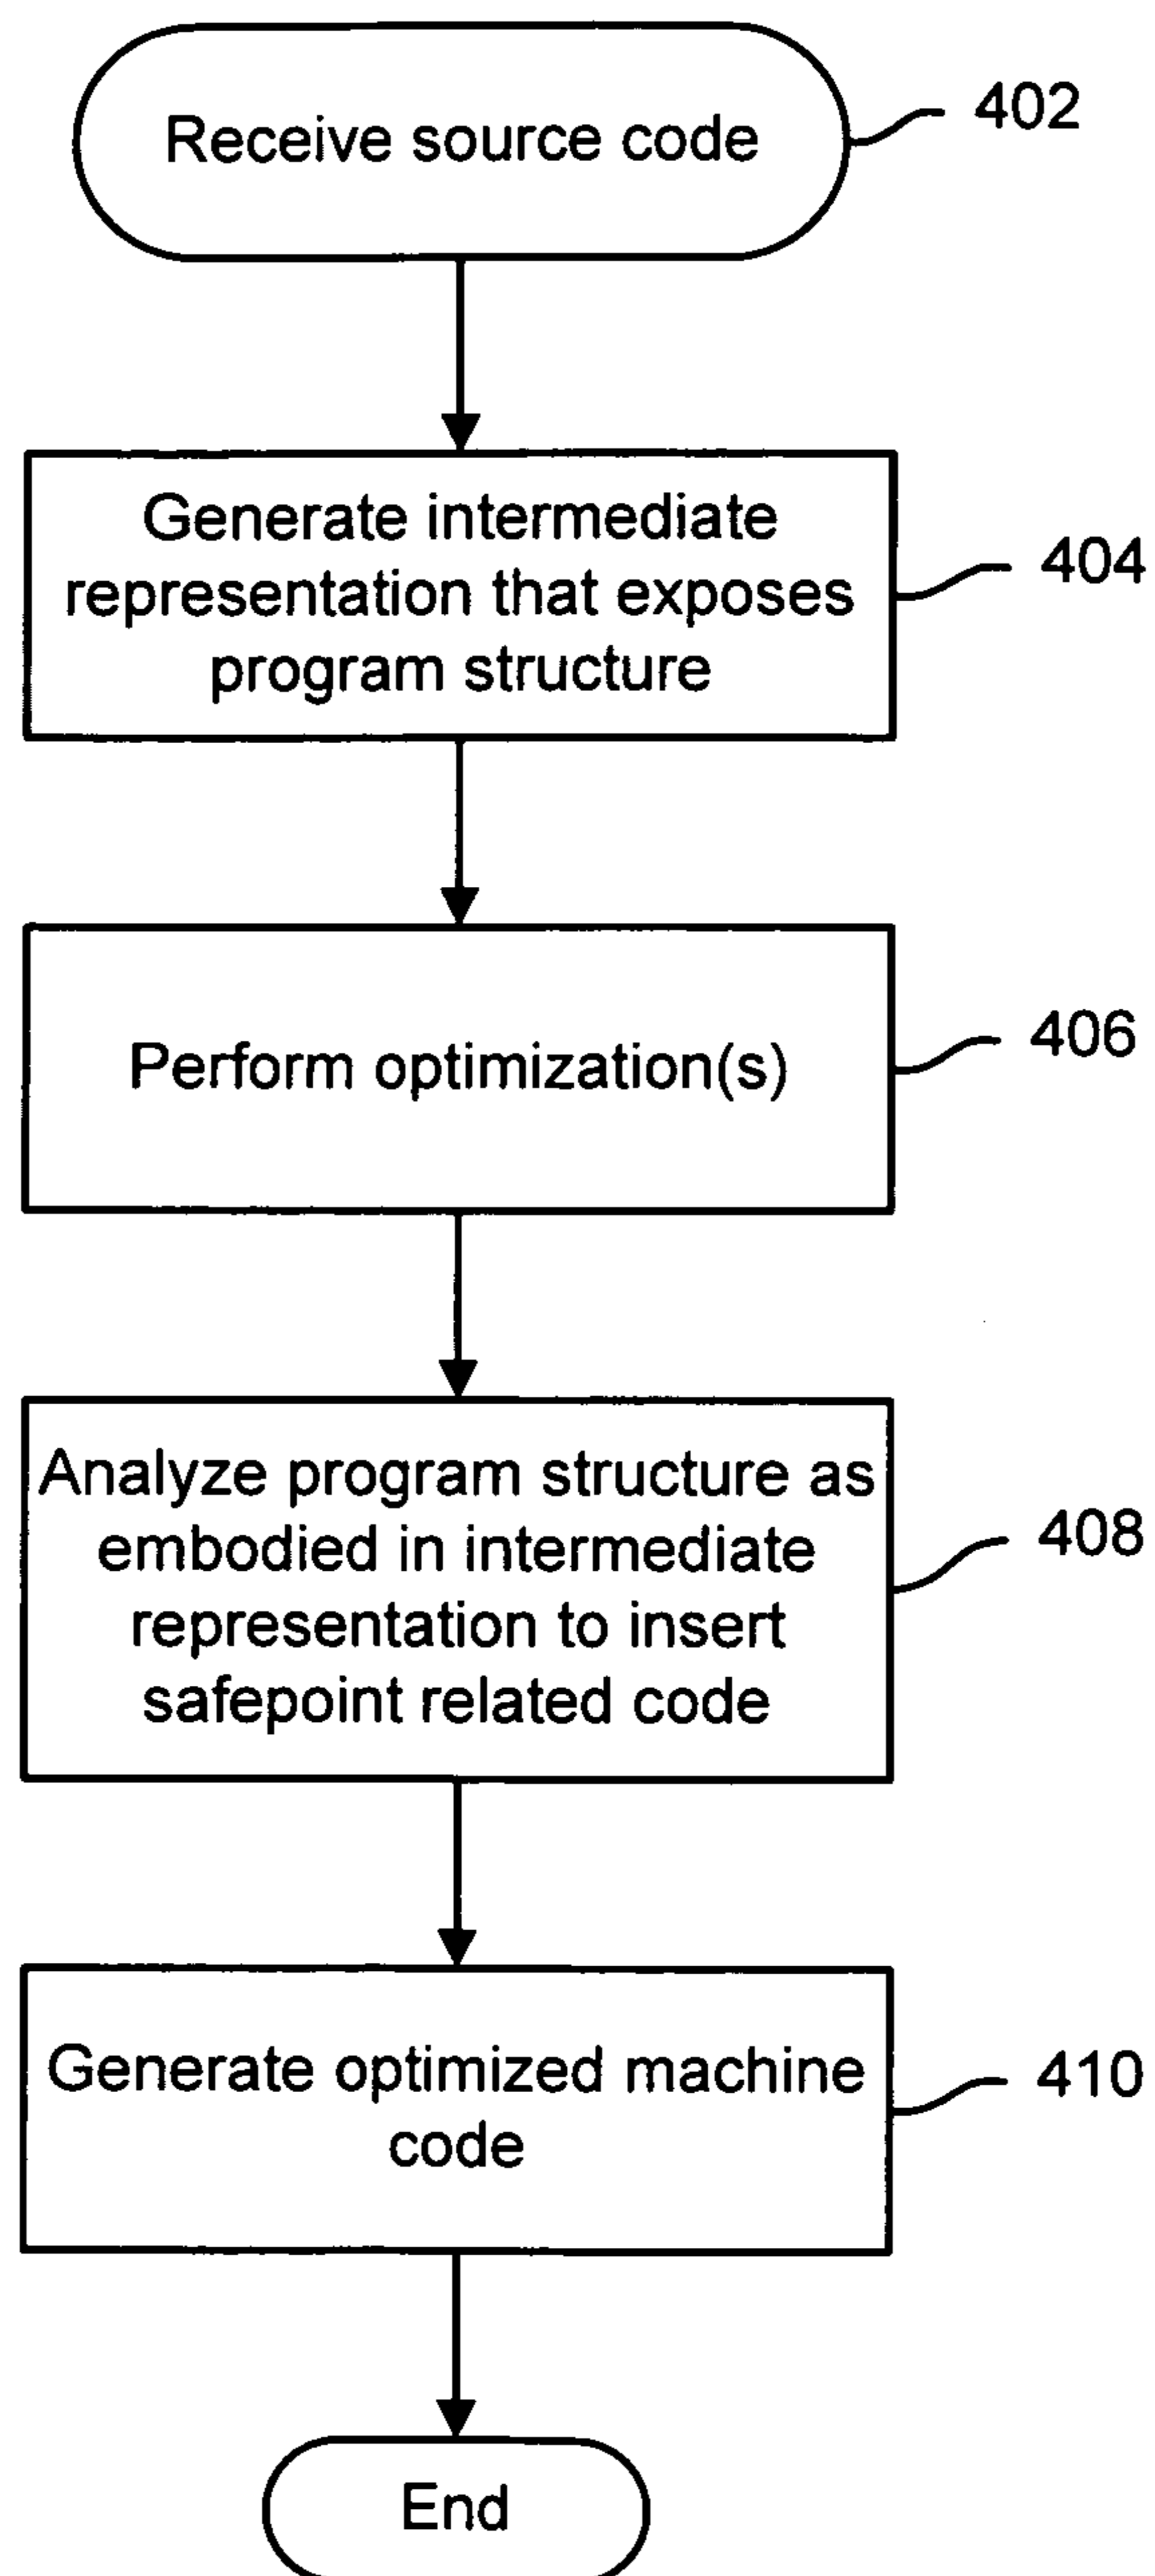 Receive source code
402
Generate intermediate
representation that exposes
program structure
404
Perform optimization(s)
406
Analyze program structure as
embodied in intermediate
representation to insert
safepoint related code
408
Generate optimized machine
code
410
End